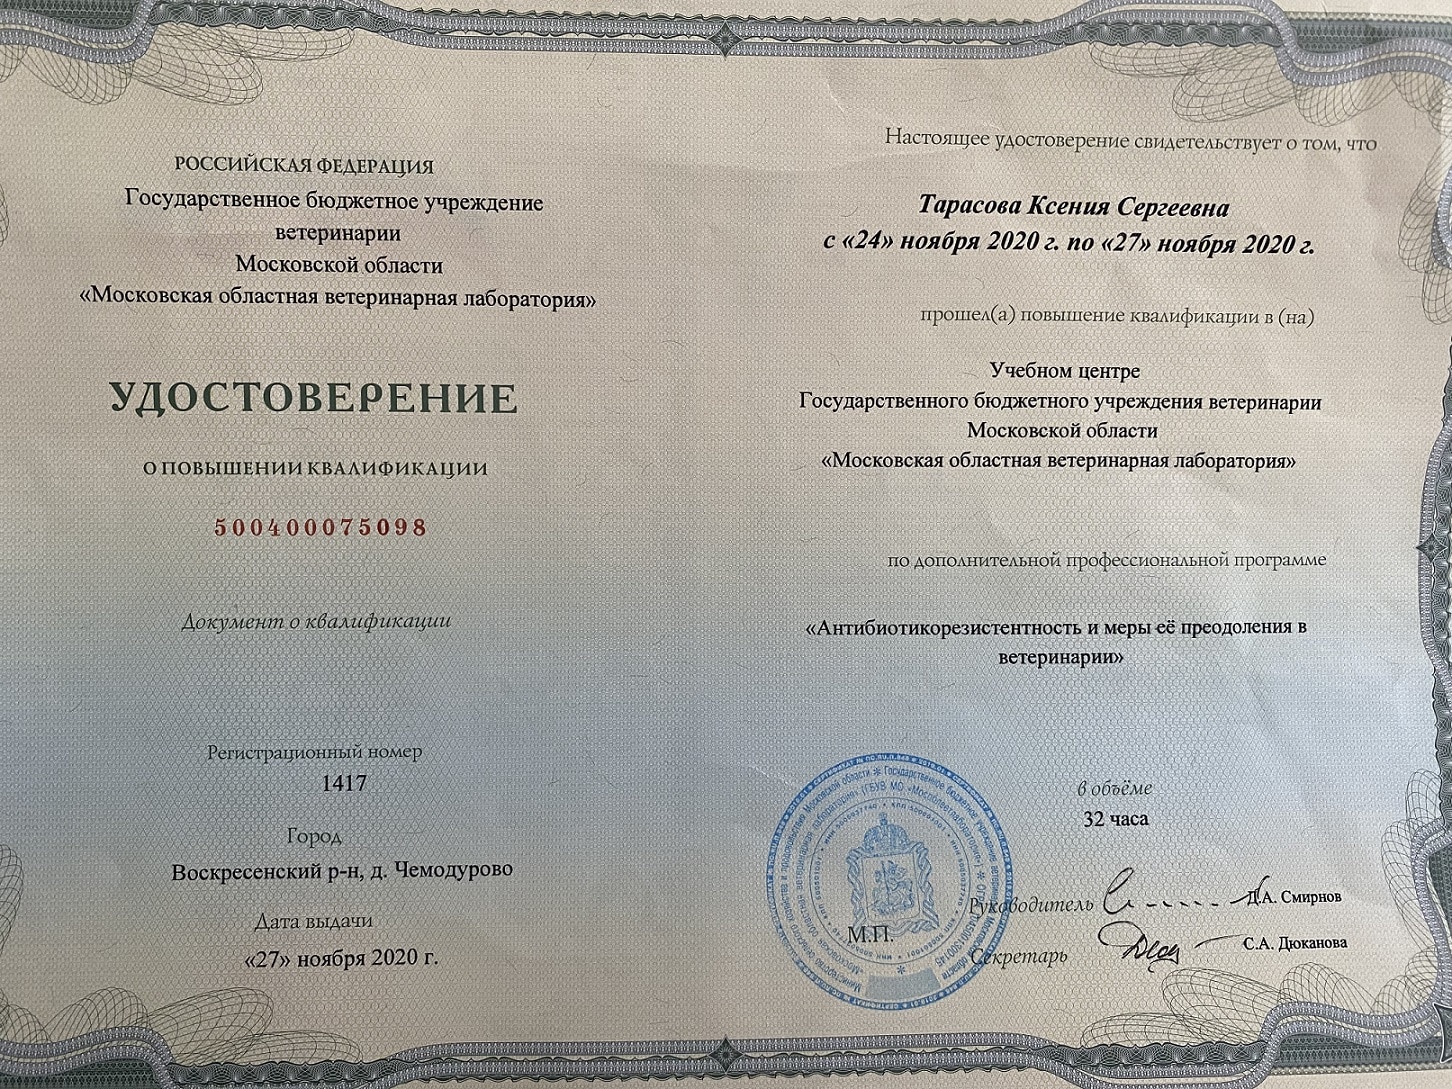 РОССИЙСКАЯ ФЕДЕРАЦИЯ
Государственное бюджетное учреждение
ветеринарии
Московской области
«Московская областная ветеринарная лаборатория»
УДОСТОВЕРЕНИЕ
О ПОВЫШЕНИИ КВАЛИФИКАЦИИ
500400075098
Документ о квалификации
Регистрационный номер
1417
Город
Воскресенский р-н, д. Чемодурово
Дата выдачи
«27» ноября 2020 г.
Настоящее удостоверение свидетельствует о том, что
Тарасова Ксения Сергеевна
с «24» ноября 2020 г. по «27» ноября 2020 г.
прошел(а) повышение квалификации в (на)
Учебном центре
Государственного бюджетного учреждения ветеринарии
Московской области
«Московская областная ветеринарная лаборатория»
по дополнительной профессиональной программе
«Антибиотикорезистентность и меры её преодоления в
ветеринарии»
в объёме
32 часа
Руководитель Д.А. Смирнов
М.П.
Секретарь С.А. Дюканова